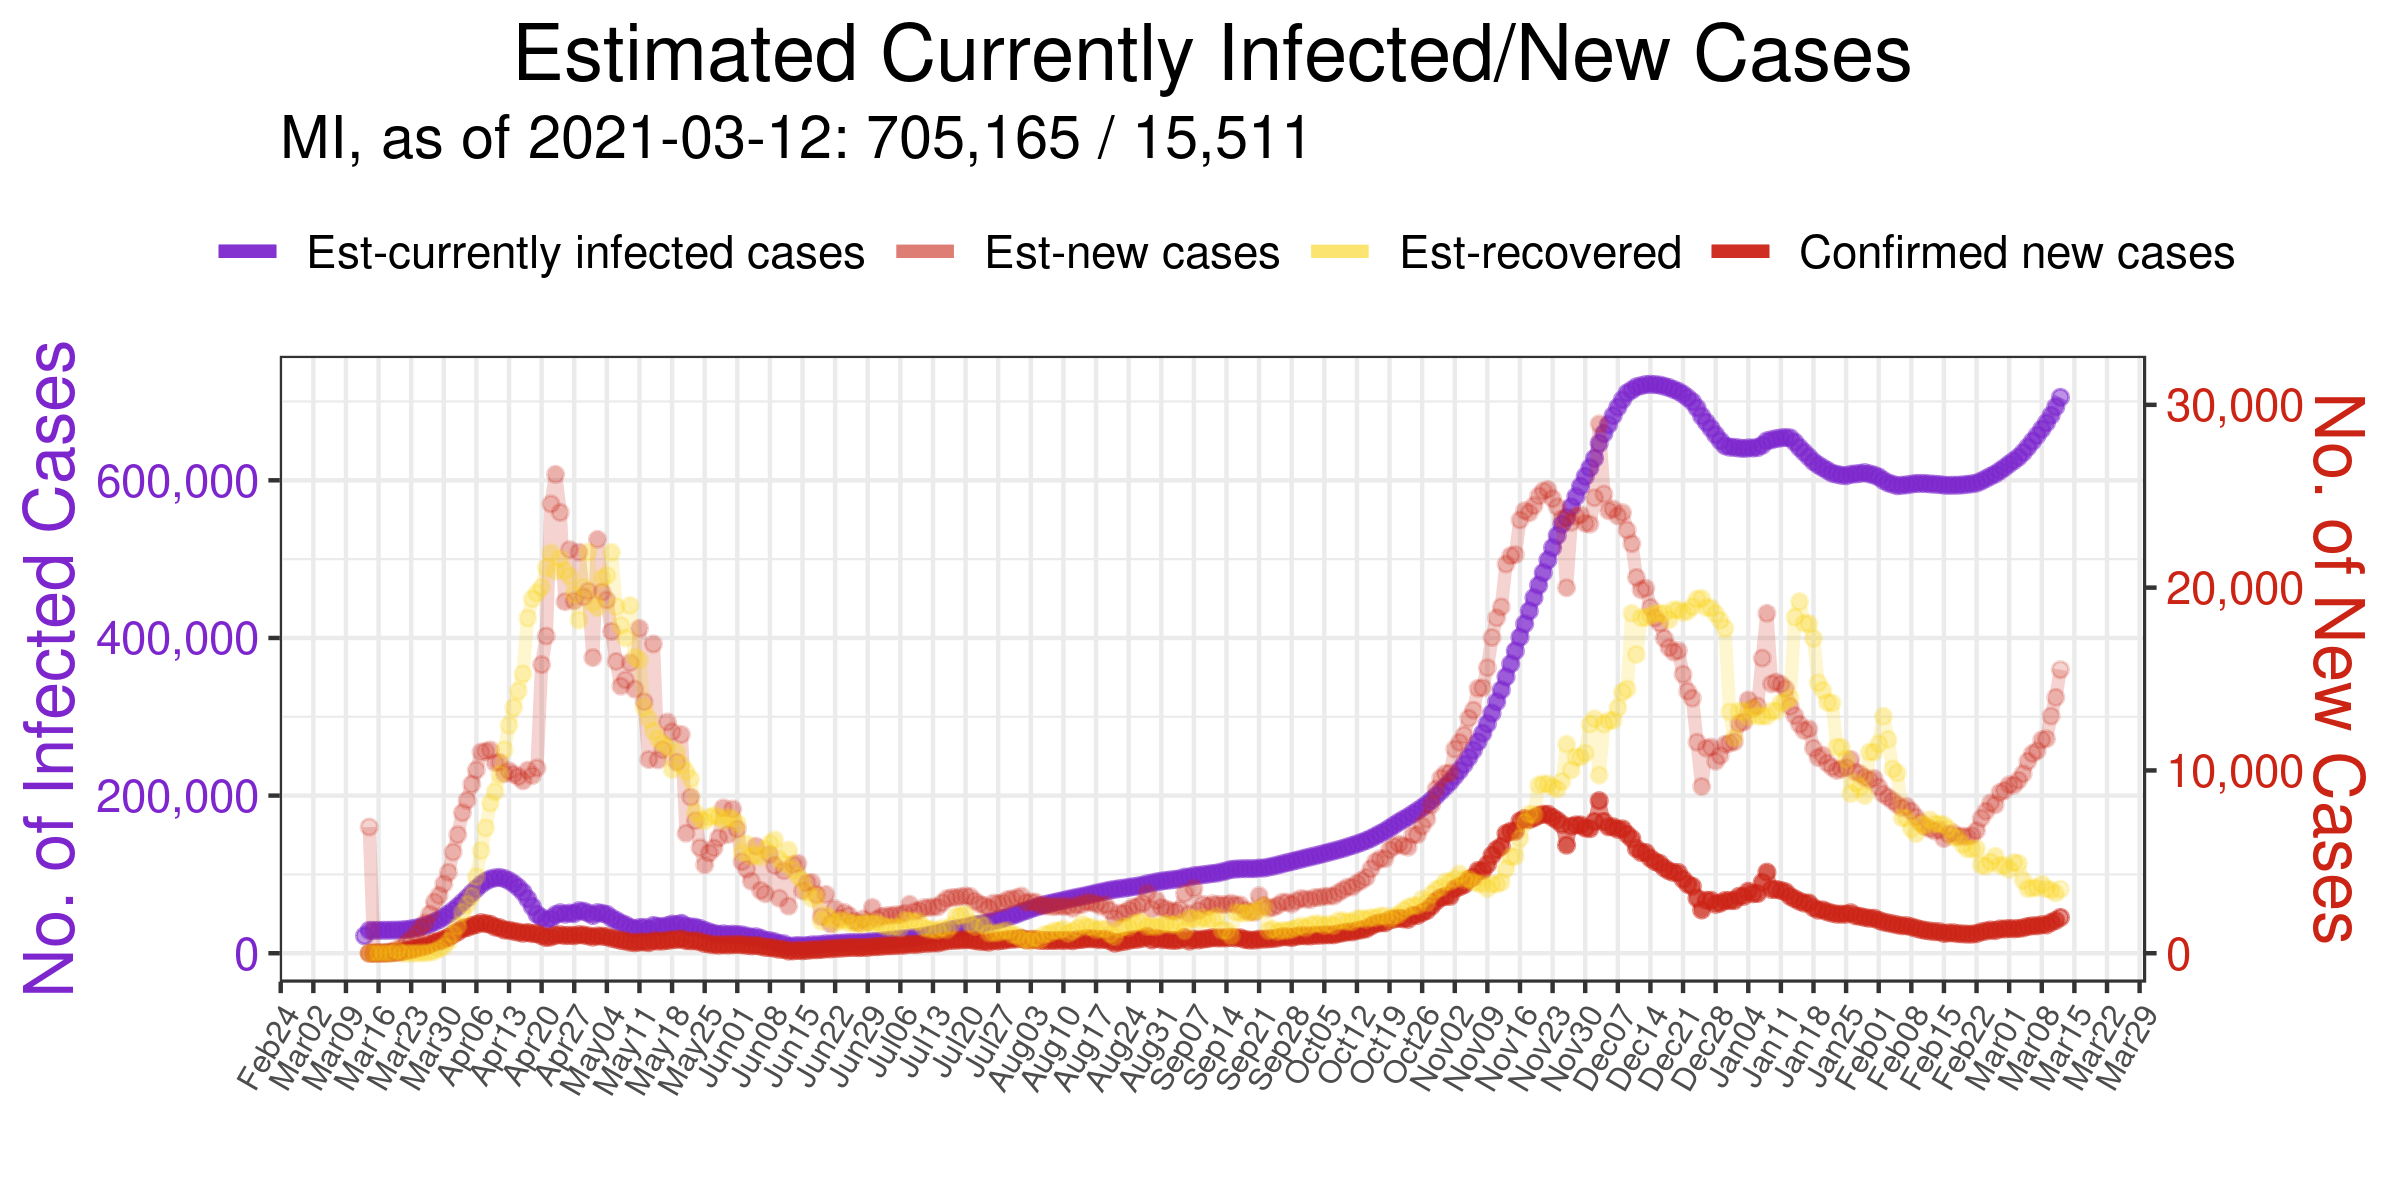 Estimated Currently Infected/New Cases
MI, as of 2021-03-12: 705,165 / 15,511
Est-currently infected cases Est-new cases Est-recovered Confirmed new cases
No. of Infected Cases
600,000
400,000
200,000
0
30,000
20,000
10,000
0
No. of New Cases
Feb24 Mar02 Mar09 Mar16 Mar23 Mar30 Apr06 Apr13 Apr20 Apr27 May04 May11 May18 May25 Jun01 Jun08 Jun15 Jun22 Jun29 Jul06 Jul13 Jul20 Jul27 Aug03 Aug10 Aug17 Aug24 Aug31 Sep07 Sep14 Sep21 Sep28 Oct05 Oct12 Oct19 Oct26 Nov02 Nov09 Nov16 Nov23 Nov30 Dec07 Dec14 Dec21 Dec28 Jan04 Jan11 Jan18 Jan25 Feb01 Feb08 Feb15 Feb22 Mar01 Mar08 Mar15 Mar22 Mar29